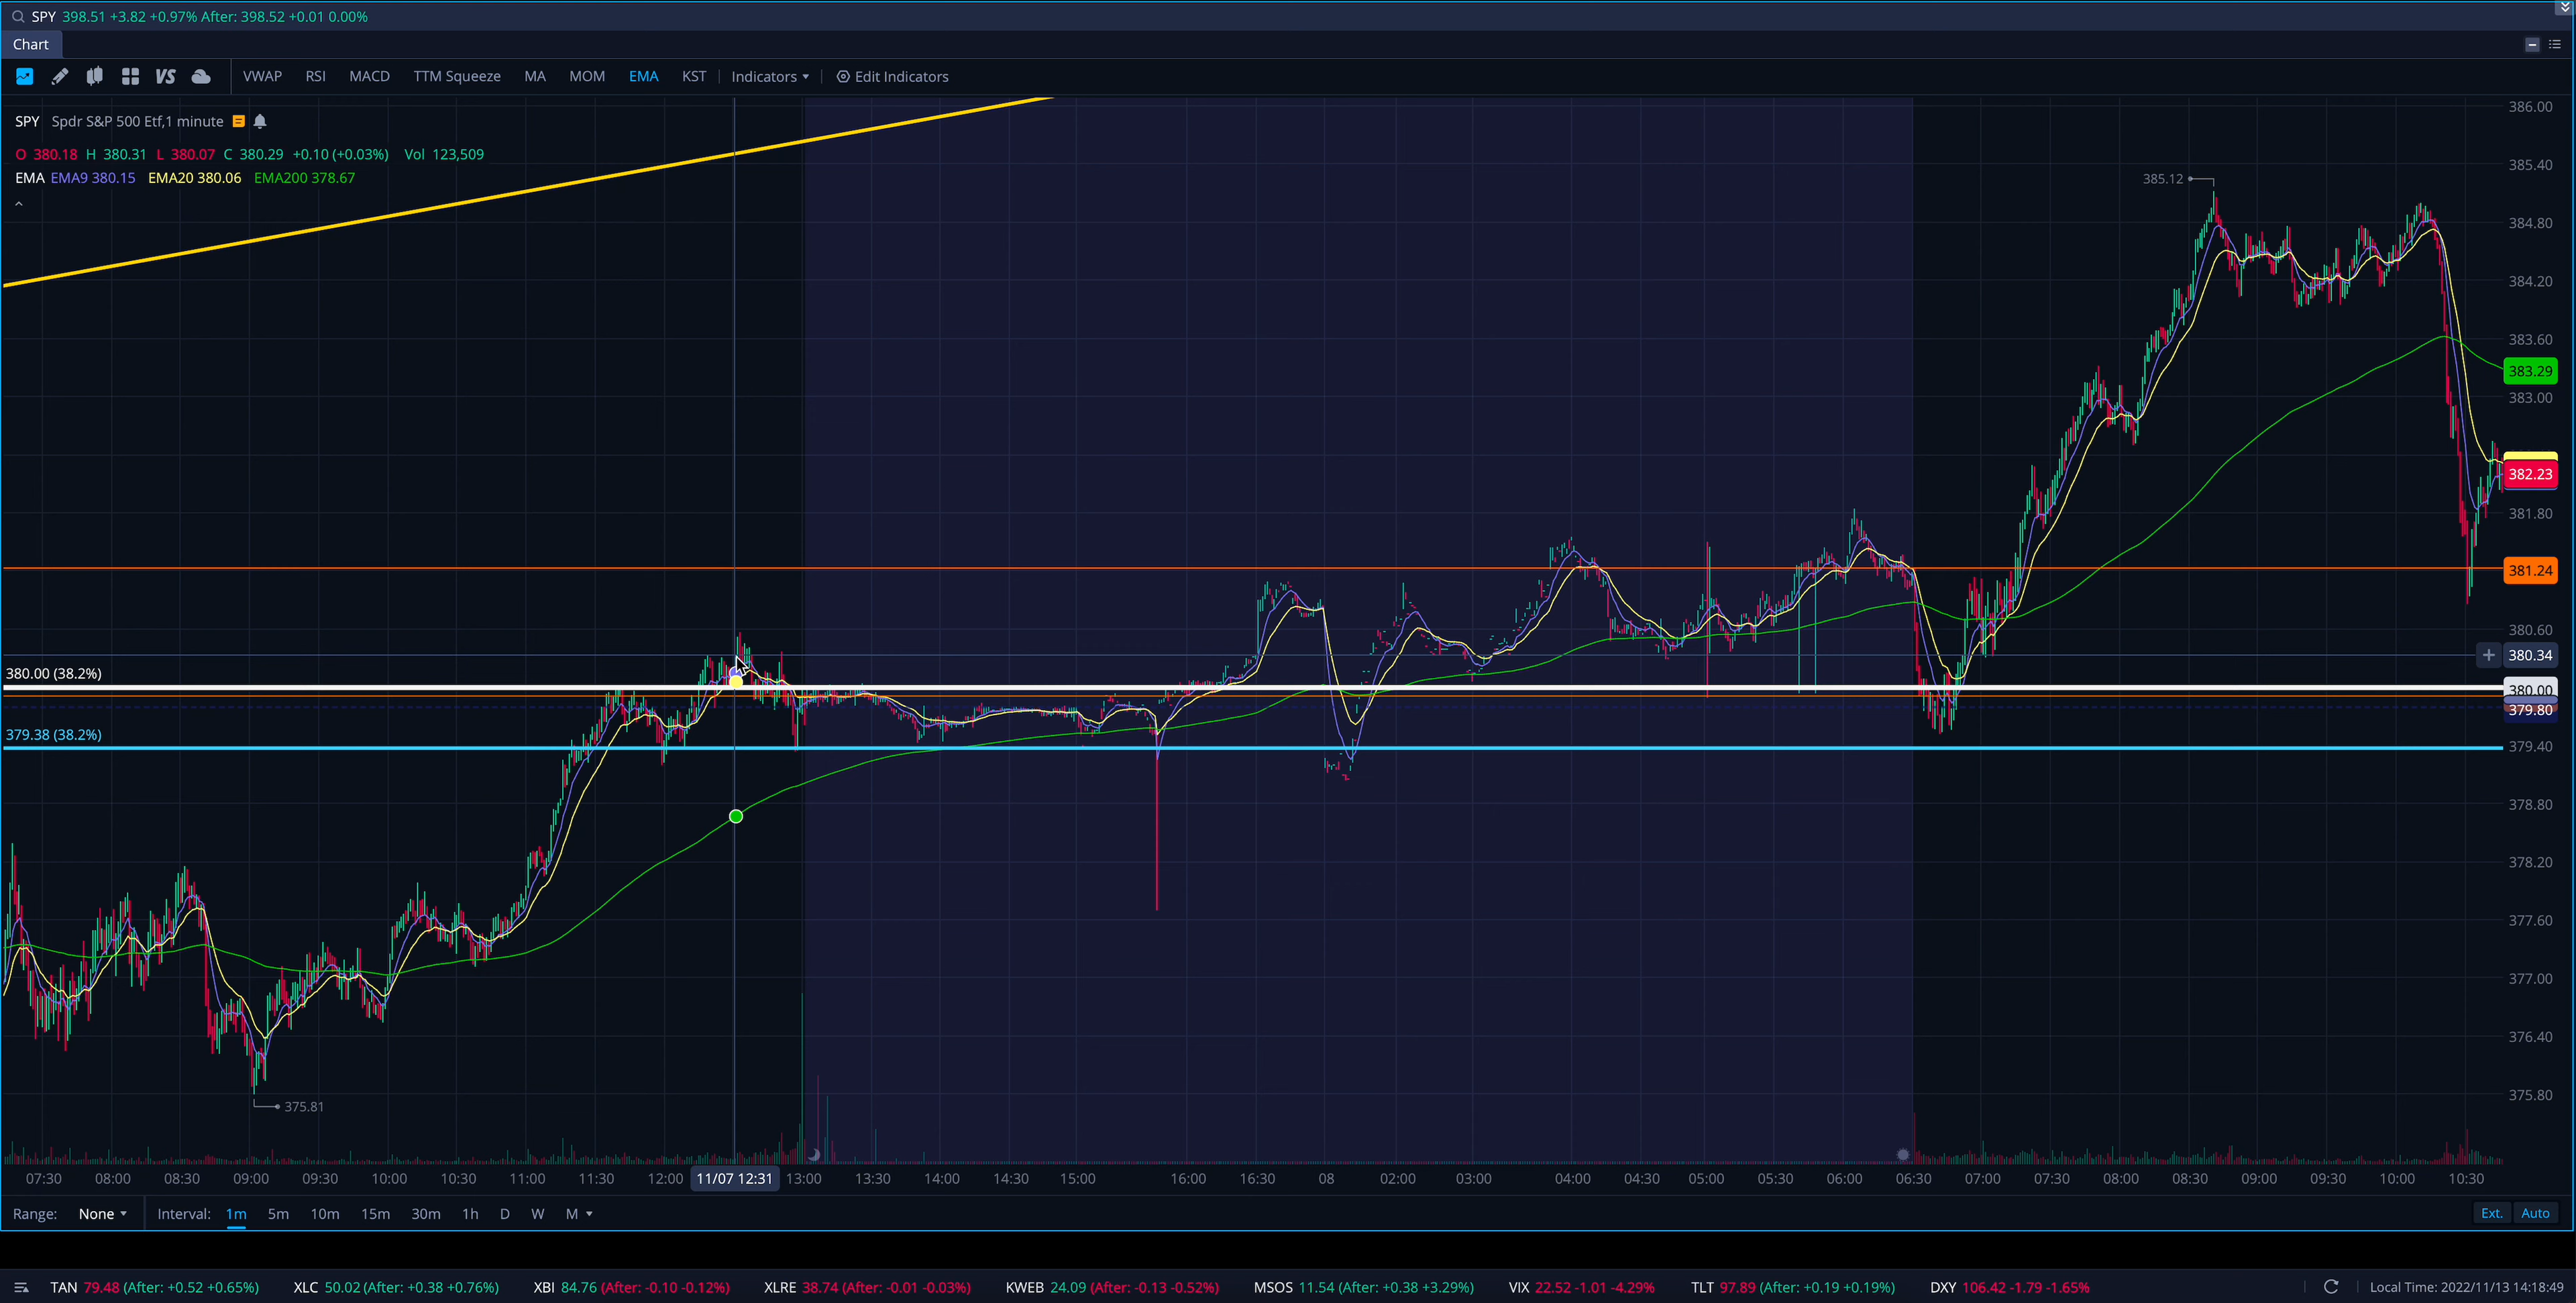 SPY 398.51 +3.82 +0.97% After: 398.52 +0.01 0.00%
Chart
VS VWAP RSI MACD TTM Squeeze MA MOM EMA KST Indicators Edit Indicators
SPY Spdr S&P 500 Etf,1 minute
O 380.18 H 380.31 L 380.07 C 380.29 +0.10 (+0.03%) Vol 123,509
EMA EMA9 380.15 EMA20 380.06 EMA200 378.67
386.00
385.40
385.12
384.80
384.20
383.60
383.29
383.00
382.23
381.80
381.24
380.60
380.34
380.00 (38.2%)
380.00
379.80
379.38 (38.2%)
379.40
378.80
378.20
377.60
377.00
376.40
375.80
375.81
07:30 08:00 08:30 09:00 09:30 10:00 10:30 11:00 11:30 12:00 11/07 12:31 13:00 13:30 14:00 14:30 15:00 16:00 16:30 08 02:00 03:00 04:00 04:30 05:00 05:30 06:00 06:30 07:00 07:30 08:00 08:30 09:00 09:30 10:00 10:30
Range: None Interval: 1m 5m 10m 15m 30m 1h D W M Ext. Auto
TAN 79.48 (After: +0.52 +0.65%) XLC 50.02 (After: +0.38 +0.76%) XBI 84.76 (After: -0.10 -0.12%) XLRE 38.74 (After: -0.01 -0.03%) KWEB 24.09 (After: -0.13 -0.52%) MSOS 11.54 (After: +0.38 +3.29%) VIX 22.52 -1.01 -4.29% TLT 97.89 (After: +0.19 +0.19%) DXY 106.42 -1.79 -1.65% Local Time: 2022/11/13 14:18:49